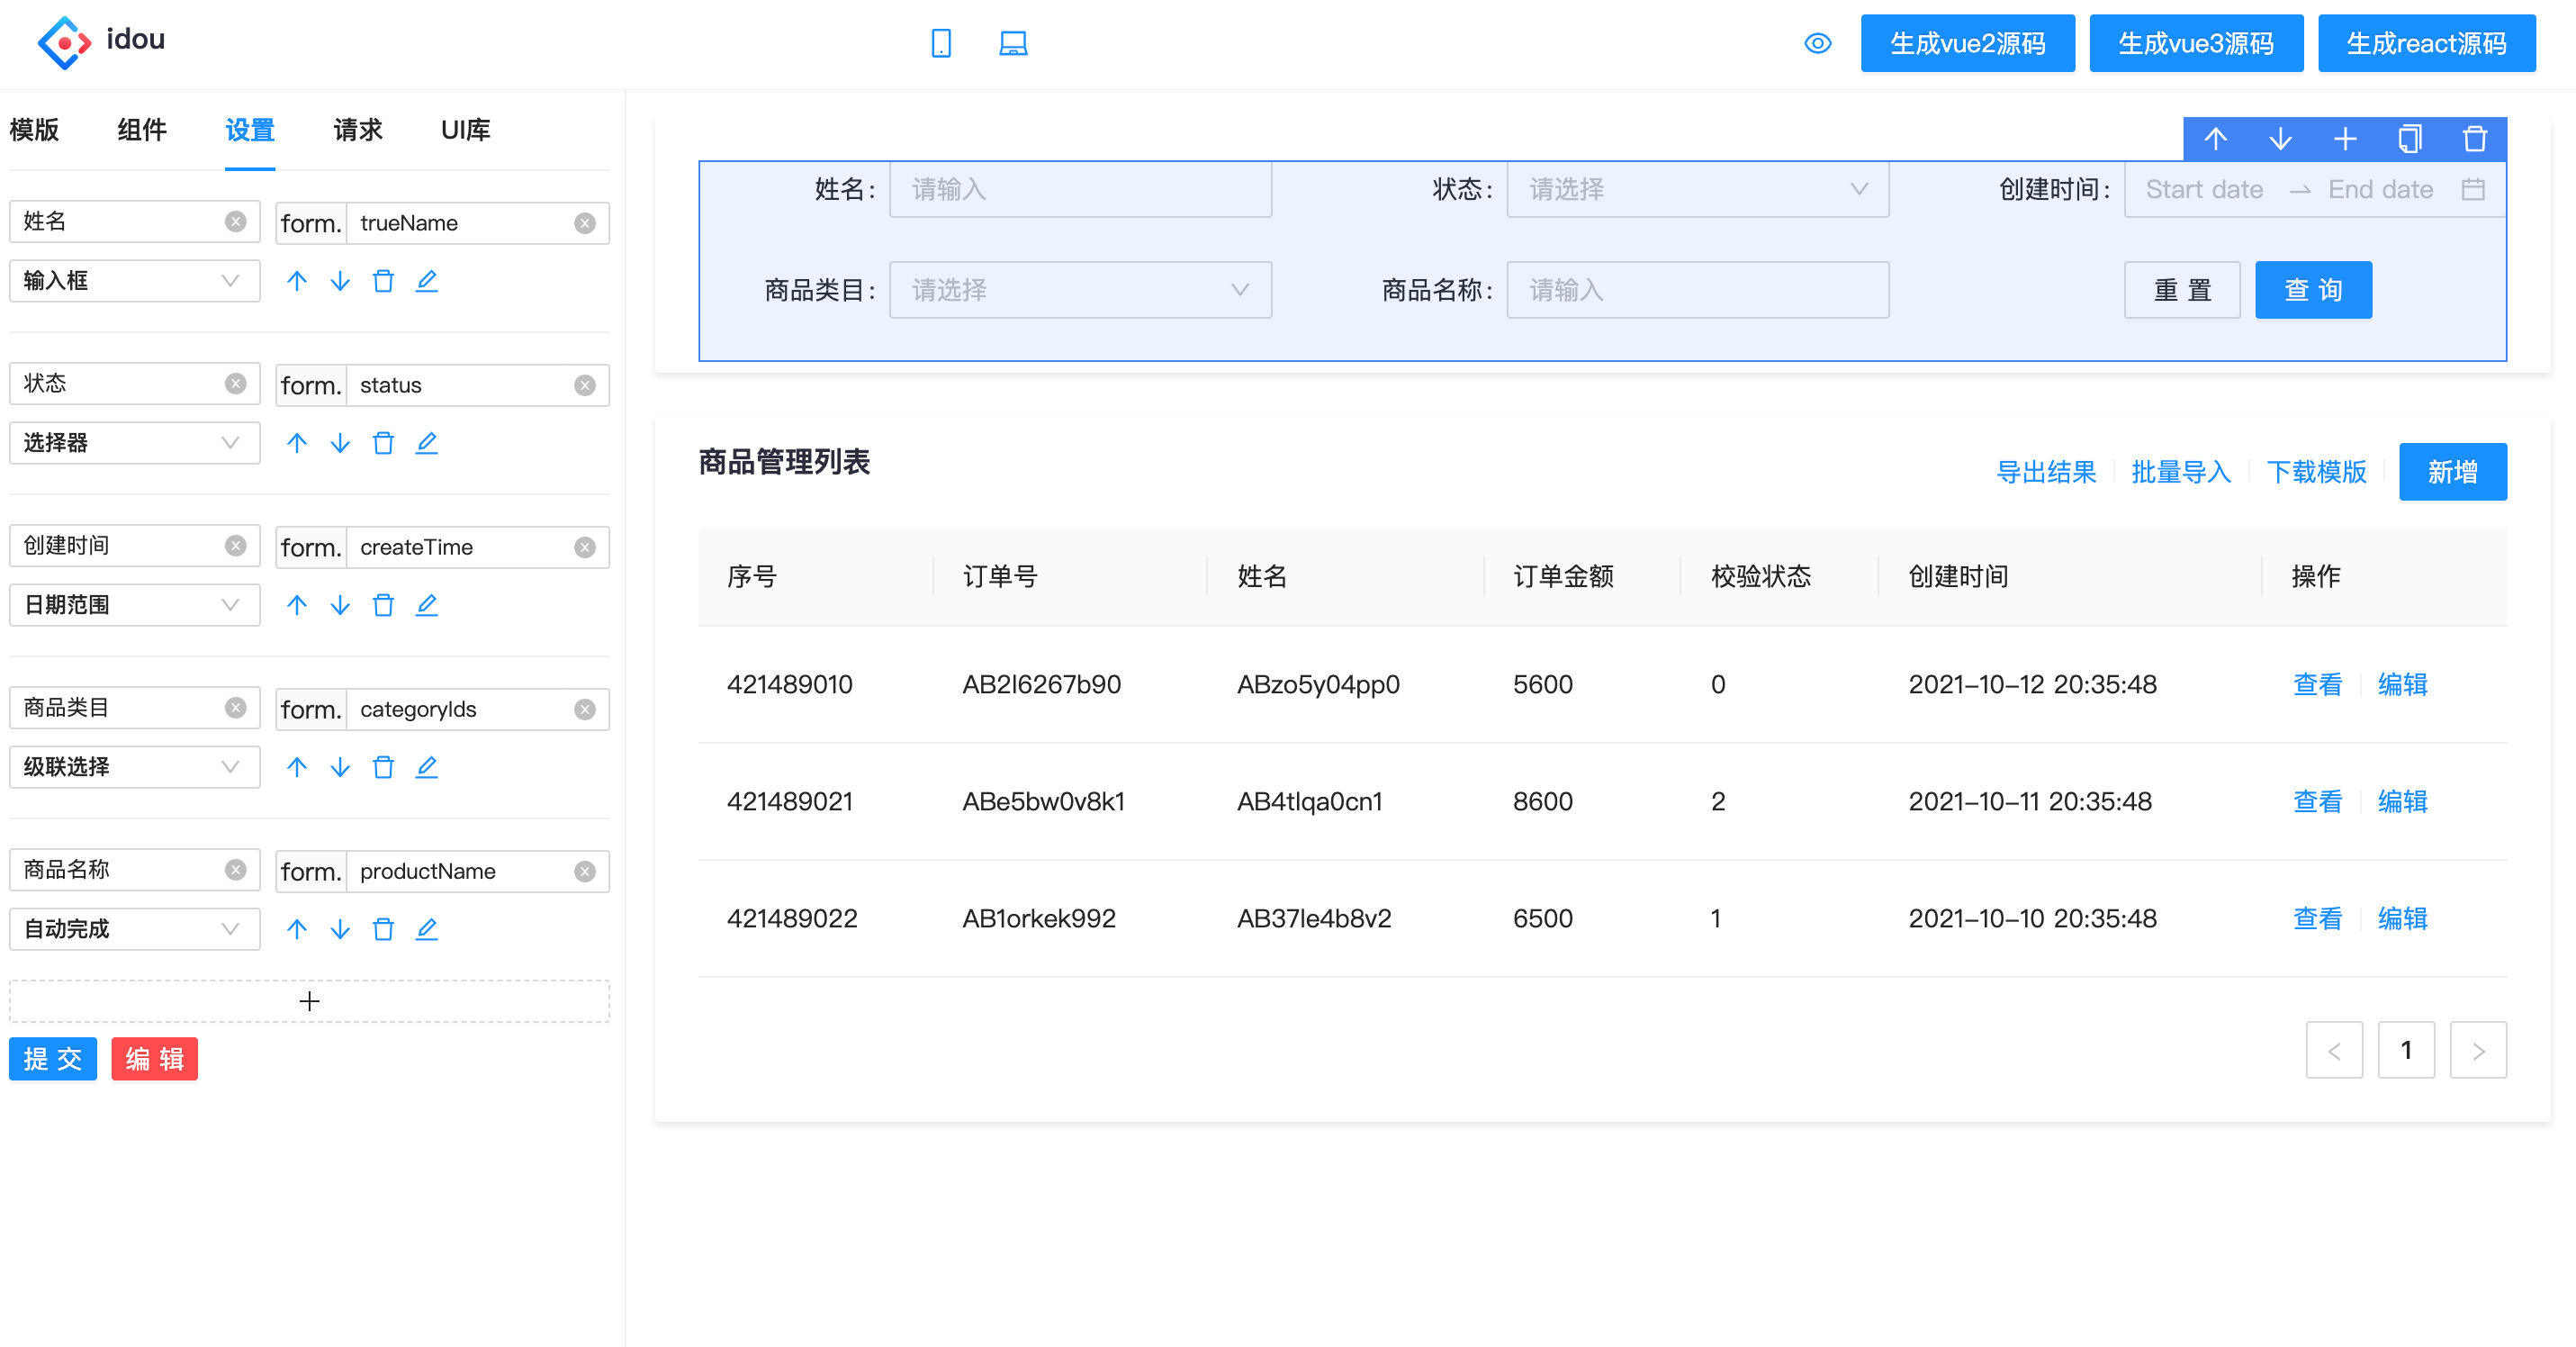 idou
生成vue2源码 生成vue3源码 生成react源码
模版 组件 设置 请求 UI库
姓名 form. trueName
输入框
状态 form. status
选择器
创建时间 form. createTime
日期范围
商品类目 form. categoryIds
级联选择
商品名称 form. productName
自动完成
提 交 编 辑
姓名: 请输入 状态: 请选择 创建时间: Start date End date
商品类目: 请选择 商品名称: 请输入 重 置 查 询
商品管理列表 导出结果 批量导入 下载模版 新增
序号 订单号 姓名 订单金额 校验状态 创建时间 操作
421489010 AB2l6267b90 ABzo5y04pp0 5600 0 2021-10-12 20:35:48 查看 编辑
421489021 ABe5bw0v8k1 AB4tlqa0cn1 8600 2 2021-10-11 20:35:48 查看 编辑
421489022 AB1orkek992 AB37le4b8v2 6500 1 2021-10-10 20:35:48 查看 编辑
1